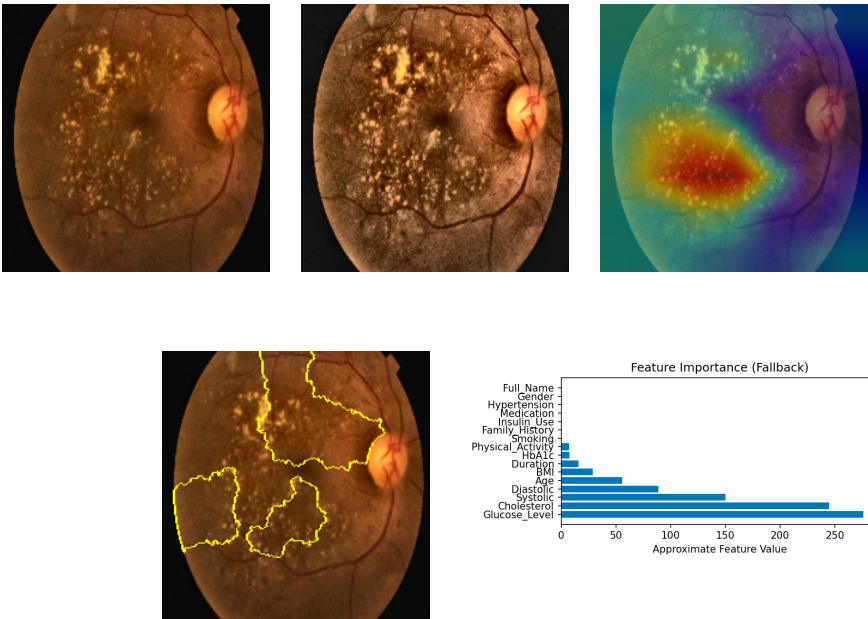 Feature Importance (Fallback)
Full_Name
Gender
Hypertension
Medication
Insulin_Use
Family_History
Smoking
Physical_Activity
HbA1c
Duration
BMI
Age
Diastolic
Systolic
Cholesterol
Glucose_Level
0 50 100 150 200 250
Approximate Feature Value